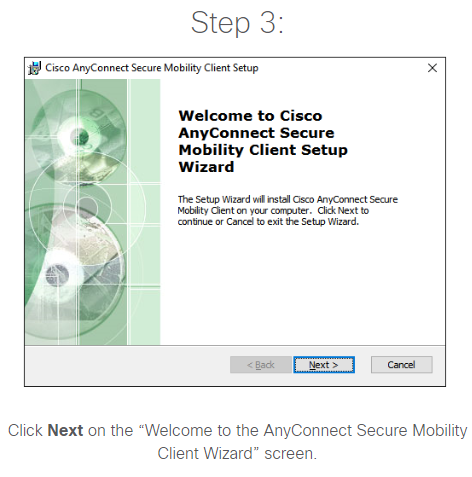 Step 3:
Cisco AnyConnect Secure Mobility Client Setup
Welcome to Cisco
AnyConnect Secure
Mobility Client Setup
Wizard
The Setup Wizard will install Cisco AnyConnect Secure
Mobility Client on your computer. Click Next to
continue or Cancel to exit the Setup Wizard.
< Back
Next >
Cancel
Click Next on the “Welcome to the AnyConnect Secure Mobility
Client Wizard” screen.